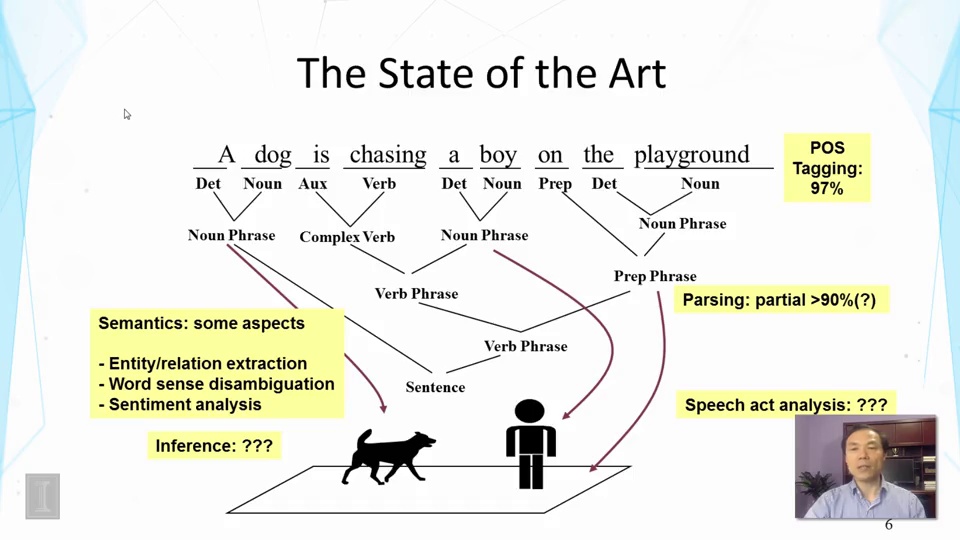 The State of the Art
A dog is chasing a boy on the playground
Det Noun Aux Verb Det Noun Prep Det Noun
POS
Tagging:
97%
Noun Phrase Complex Verb Noun Phrase Noun Phrase
Prep Phrase
Verb Phrase
Parsing: partial >90%(?)
Semantics: some aspects
- Entity/relation extraction
- Word sense disambiguation
- Sentiment analysis
Verb Phrase
Sentence
Speech act analysis: ???
Inference: ???
I
6